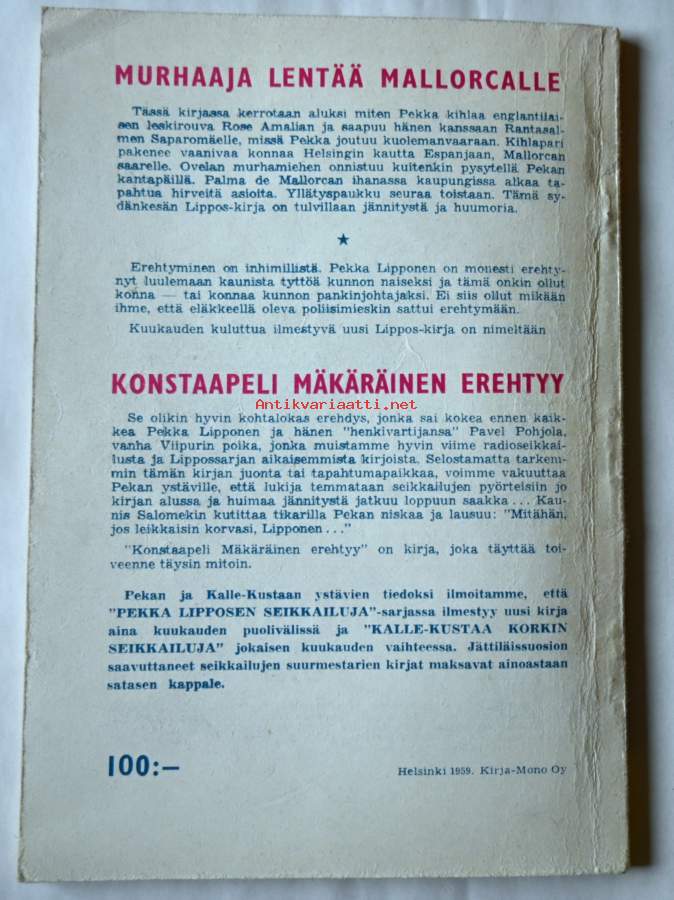 MURHAAJA LENTÄÄ MALLORCALLE
Tässä kirjassa kerrotaan aluksi miten Pekka kihlaa englantilai-
sen leskirouva Rose Amalian ja saapuu hänen kanssaan Rantasal-
men Saparomäelle, missä Pekka joutuu kuolemanvaaraan. Kihlapari
pakenee vaanivaa konnaa Helsingin kautta Espanjaan, Mallorcan
saarelle. Ovelan murhamiehen onnistuu kuitenkin pysytellä Pekan
kantapäillä. Palma de Mallorcan ihanassa kaupungissa alkaa ta-
pahtua hirveitä asioita. Yllätyspaukku seuraa toistaan. Tämä sy-
dänkesän Lippos-kirja on tulvillaan jännitystä ja huumoria.
★
Erehtyminen on inhimillistä. Pekka Lipponen on monesti erehty-
nyt luulemaan kaunista tyttöä kunnon naiseksi ja tämä onkin ollut
konna — tai konnaa kunnon pankinjohtajaksi. Ei siis ollut mikään
ihme, että eläkkeellä oleva poliisimieskin sattui erehtymään.
Kuukauden kuluttua ilmestyvä uusi Lippos-kirja on nimeltään
KONSTAAPELI MÄKÄRÄINEN EREHTYY
Antikvariaatti.net
Se olikin hyvin kohtalokas erehdys, jonka sai kokea ennen kaik-
kea Pekka Lipponen ja hänen "henkivartijansa" Pavel Pohjola,
vanha Viipurin poika, jonka muistamme hyvin viime radioseikkai-
lusta ja Lippossarjan aikaisemmista kirjoista. Selostamatta tarkem-
min tämän kirjan juonta tai tapahtumapaikkaa, voimme vakuuttaa
Pekan ystäville, että lukija temmataan seikkailujen pyörteisiin jo
kirjan alussa ja huimaa jännitystä jatkuu loppuun saakka... Kau-
nis Salomekin kutittaa tikarilla Pekan niskaa ja lausuu: "Mitähän,
jos leikkaisin korvasi, Lipponen..."
"Konstaapeli Mäkäräinen erehtyy" on kirja, joka täyttää toi-
veenne täysin mitoin.
Pekan ja Kalle-Kustaan ystävien tiedoksi ilmoitamme, että
"PEKKA LIPPOSEN SEIKKAILUJA"-sarjassa ilmestyy uusi kirja
aina kuukauden puolivälissä ja "KALLE-KUSTAA KORKIN
SEIKKAILUJA" jokaisen kuukauden vaihteessa. Jättiläissuosion
saavuttaneet seikkailujen suurmestarien kirjat maksavat ainoastaan
satasen kappale.
100:—
Helsinki 1959. Kirja-Mono Oy